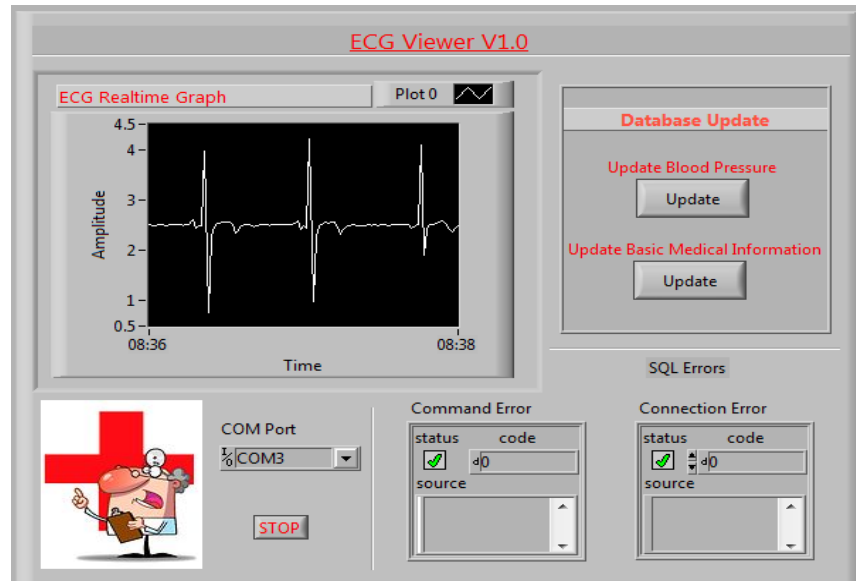 ECG Viewer V1.0
ECG Realtime Graph
Plot 0
4.5
4
3
2
1
0.5
Amplitude
08:36
08:38
Time
Database Update
Update Blood Pressure
Update
Update Basic Medical Information
Update
SQL Errors
COM Port
COM3
STOP
Command Error
status code
d0
source
Connection Error
status code
d0
source